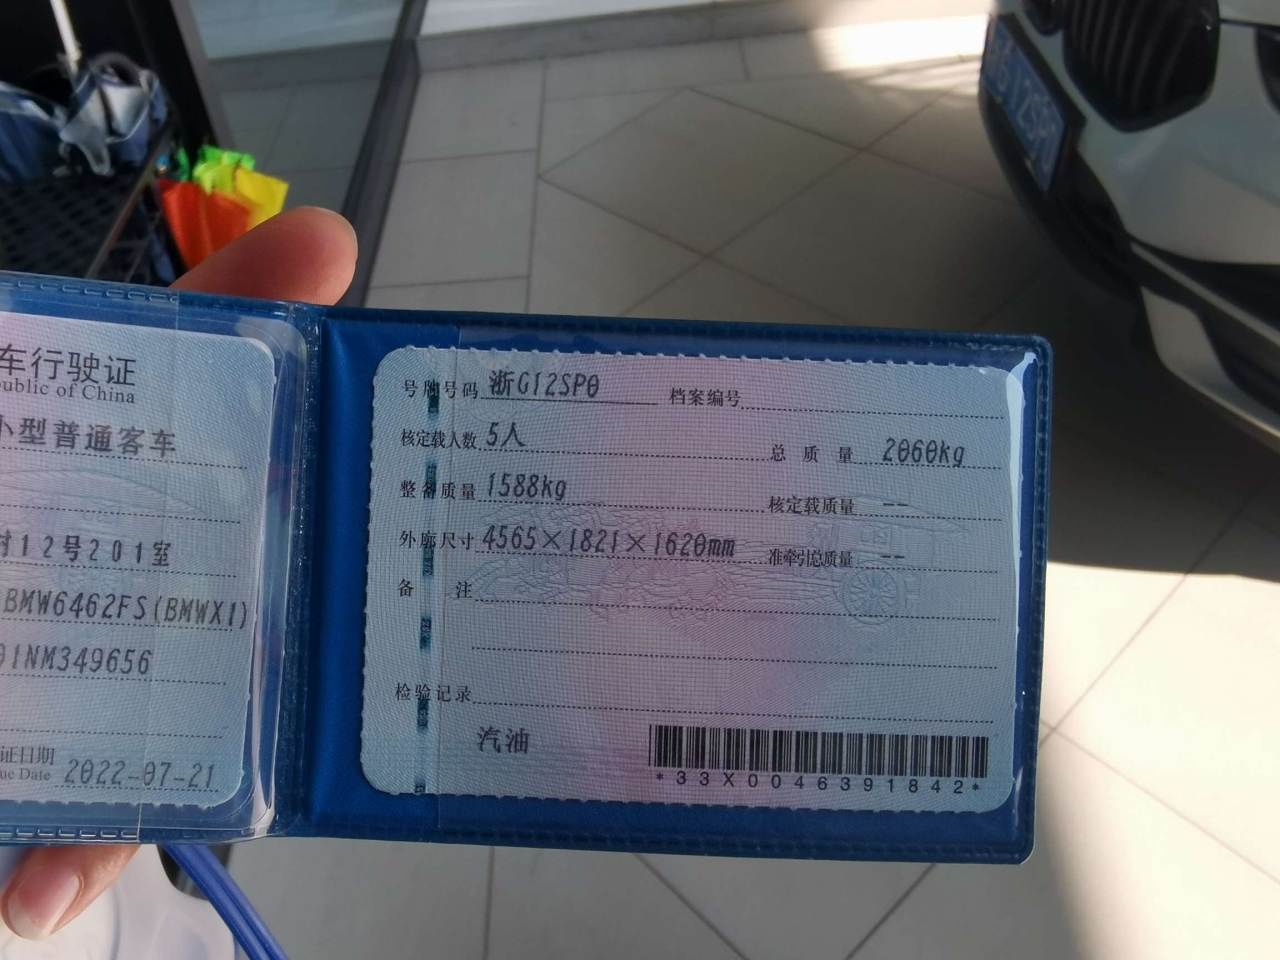 车行驶证
public of China
小型普通客车
村12号201室
BMW6462FS(BMWX1)
01NM349656
证日期
ue Date 2022-07-21
号牌号码 浙G12SP0 档案编号
核定载人数 5人 总质量 2060kg
整备质量 1588kg 核定载质量 --
外廓尺寸 4565×1821×1620mm 准牵引总质量 --
备注
检验记录
汽油
*33X0046391842*